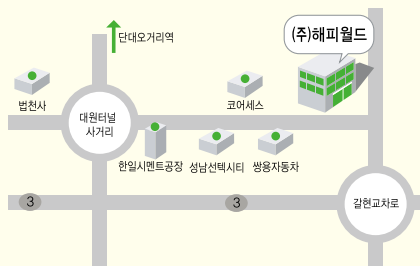 (주)해피월드
단대오거리역
법천사
코어세스
대원터널
사거리
한일시멘트공장
성남선텍시티
쌍용자동차
3
3
갈현교차로